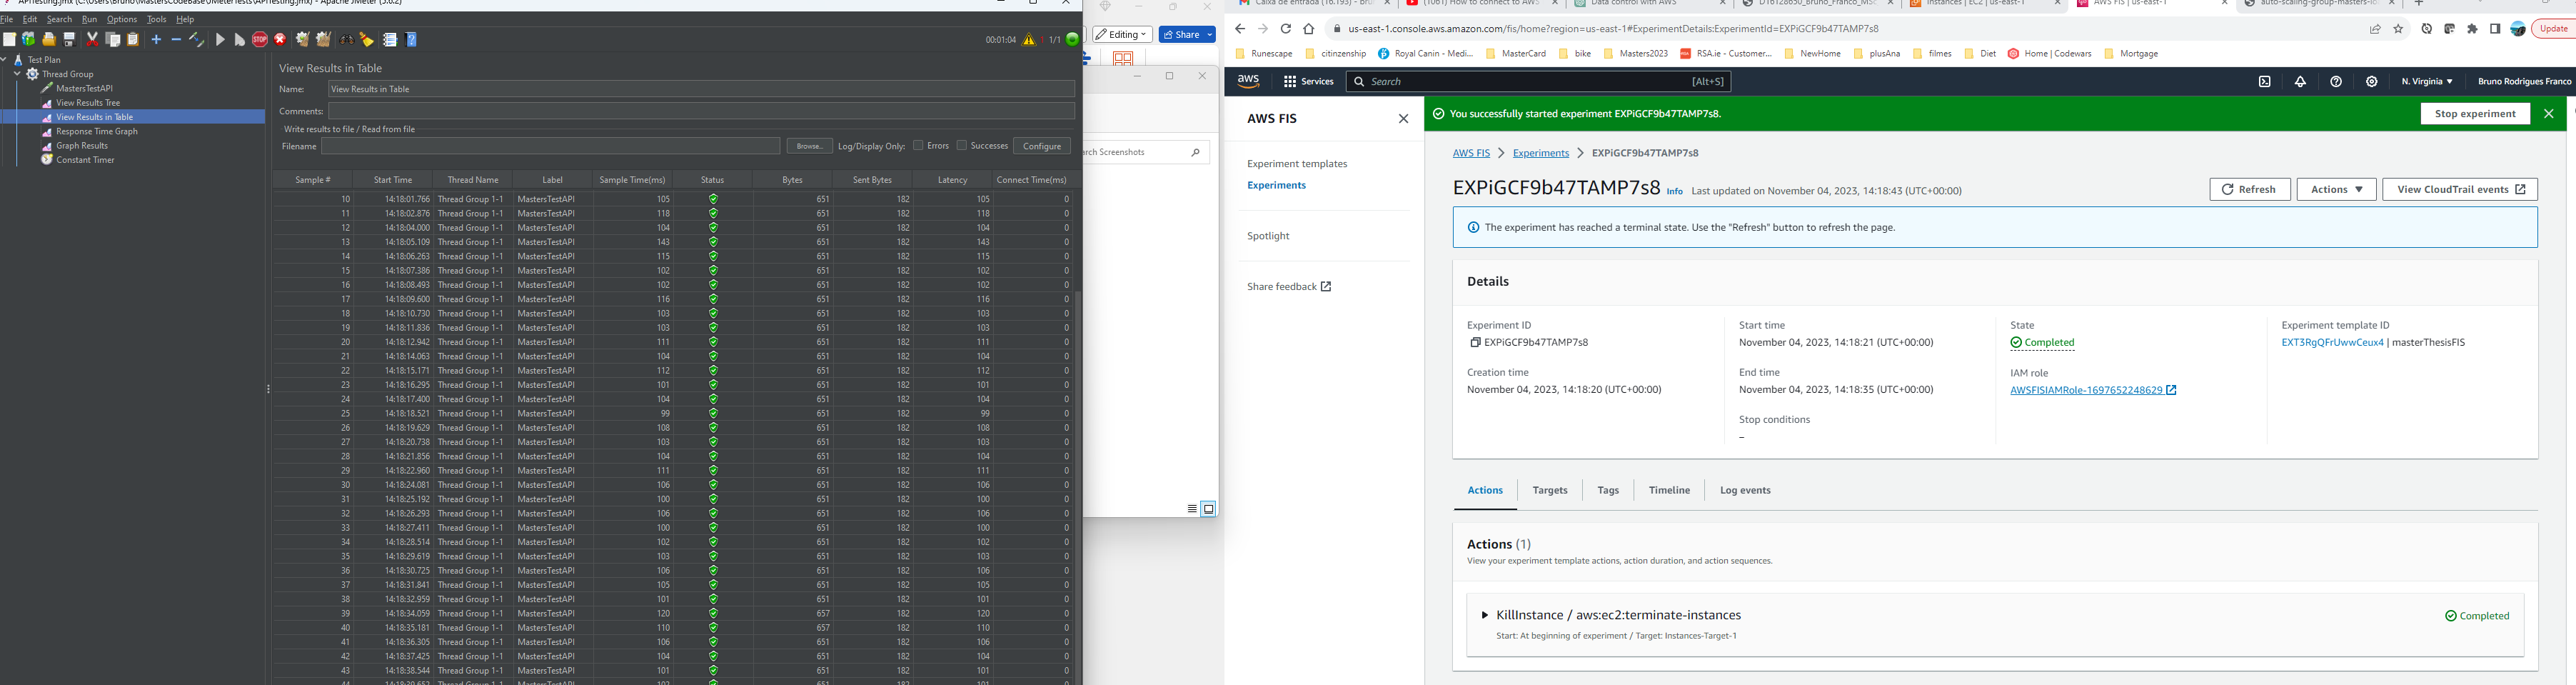 APITesting.jmx (C:\Users\Bruno\MastersCodeBase\JMeterTests\APITesting.jmx) - Apache JMeter (5.6.2)
File Edit Search Run Options Tools Help
00:01:04 1/1
Test Plan
Thread Group
MastersTestAPI
View Results Tree
View Results in Table
Response Time Graph
Graph Results
Constant Timer
View Results in Table
Name: View Results in Table
Comments:
Write results to file / Read from file
Filename Browse... Log/Display Only: Errors Successes Configure
Sample # Start Time Thread Name Label Sample Time(ms) Status Bytes Sent Bytes Latency Connect Time(ms)
10 14:18:01.766 Thread Group 1-1 MastersTestAPI 105 651 182 105 0
11 14:18:02.876 Thread Group 1-1 MastersTestAPI 118 651 182 118 0
12 14:18:04.000 Thread Group 1-1 MastersTestAPI 104 651 182 104 0
13 14:18:05.109 Thread Group 1-1 MastersTestAPI 143 651 182 143 0
14 14:18:06.263 Thread Group 1-1 MastersTestAPI 115 651 182 115 0
15 14:18:07.386 Thread Group 1-1 MastersTestAPI 102 651 182 102 0
16 14:18:08.493 Thread Group 1-1 MastersTestAPI 102 651 182 102 0
17 14:18:09.600 Thread Group 1-1 MastersTestAPI 116 651 182 116 0
18 14:18:10.730 Thread Group 1-1 MastersTestAPI 103 651 182 103 0
19 14:18:11.836 Thread Group 1-1 MastersTestAPI 103 651 182 103 0
20 14:18:12.942 Thread Group 1-1 MastersTestAPI 111 651 182 111 0
21 14:18:14.063 Thread Group 1-1 MastersTestAPI 104 651 182 104 0
22 14:18:15.171 Thread Group 1-1 MastersTestAPI 112 651 182 112 0
23 14:18:16.295 Thread Group 1-1 MastersTestAPI 101 651 182 101 0
24 14:18:17.400 Thread Group 1-1 MastersTestAPI 104 651 182 104 0
25 14:18:18.521 Thread Group 1-1 MastersTestAPI 99 651 182 99 0
26 14:18:19.629 Thread Group 1-1 MastersTestAPI 108 651 182 108 0
27 14:18:20.738 Thread Group 1-1 MastersTestAPI 103 651 182 103 0
28 14:18:21.856 Thread Group 1-1 MastersTestAPI 104 651 182 104 0
29 14:18:22.960 Thread Group 1-1 MastersTestAPI 111 651 182 111 0
30 14:18:24.081 Thread Group 1-1 MastersTestAPI 106 651 182 106 0
31 14:18:25.192 Thread Group 1-1 MastersTestAPI 100 651 182 100 0
32 14:18:26.293 Thread Group 1-1 MastersTestAPI 106 651 182 106 0
33 14:18:27.411 Thread Group 1-1 MastersTestAPI 100 651 182 100 0
34 14:18:28.514 Thread Group 1-1 MastersTestAPI 102 651 182 102 0
35 14:18:29.619 Thread Group 1-1 MastersTestAPI 103 651 182 103 0
36 14:18:30.725 Thread Group 1-1 MastersTestAPI 106 651 182 106 0
37 14:18:31.841 Thread Group 1-1 MastersTestAPI 105 651 182 105 0
38 14:18:32.959 Thread Group 1-1 MastersTestAPI 101 651 182 101 0
39 14:18:34.059 Thread Group 1-1 MastersTestAPI 120 657 182 120 0
40 14:18:35.181 Thread Group 1-1 MastersTestAPI 110 657 182 110 0
41 14:18:36.305 Thread Group 1-1 MastersTestAPI 106 651 182 106 0
42 14:18:37.425 Thread Group 1-1 MastersTestAPI 104 651 182 104 0
43 14:18:38.544 Thread Group 1-1 MastersTestAPI 101 651 182 101 0
Editing Share
Screenshots
Caixa de entrada (16.193) - Bru
(1061) How to connect to AWS
Data control with AWS
D16128650_Bruno_Franco_MSc
Instances | EC2 | us-east-1
AWS FIS | us-east-1
auto-scaling-group-masters-
us-east-1.console.aws.amazon.com/fis/home?region=us-east-1#ExperimentDetails:ExperimentId=EXPiGCF9b47TAMP7s8
Update
Runescape citinzenship Royal Canin - Medi... MasterCard bike Masters2023 RSA.ie - Customer... NewHome plusAna filmes Diet Home | Codewars Mortgage
aws Services Search [Alt+S] N. Virginia Bruno Rodrigues Franco
AWS FIS
Experiment templates
Experiments
Spotlight
Share feedback
You successfully started experiment EXPiGCF9b47TAMP7s8. Stop experiment
AWS FIS Experiments EXPiGCF9b47TAMP7s8
EXPiGCF9b47TAMP7s8 Info Last updated on November 04, 2023, 14:18:43 (UTC+00:00) Refresh Actions View CloudTrail events
The experiment has reached a terminal state. Use the "Refresh" button to refresh the page.
Details
Experiment ID
EXPiGCF9b47TAMP7s8
Creation time
November 04, 2023, 14:18:20 (UTC+00:00)
Start time
November 04, 2023, 14:18:21 (UTC+00:00)
End time
November 04, 2023, 14:18:35 (UTC+00:00)
Stop conditions
–
State
Completed
IAM role
AWSFISIAMRole-1697652248629
Experiment template ID
EXT3RgQFrUwwCeux4 | masterThesisFIS
Actions Targets Tags Timeline Log events
Actions (1)
View your experiment template actions, action duration, and action sequences.
KillInstance / aws:ec2:terminate-instances Completed
Start: At beginning of experiment / Target: Instances-Target-1